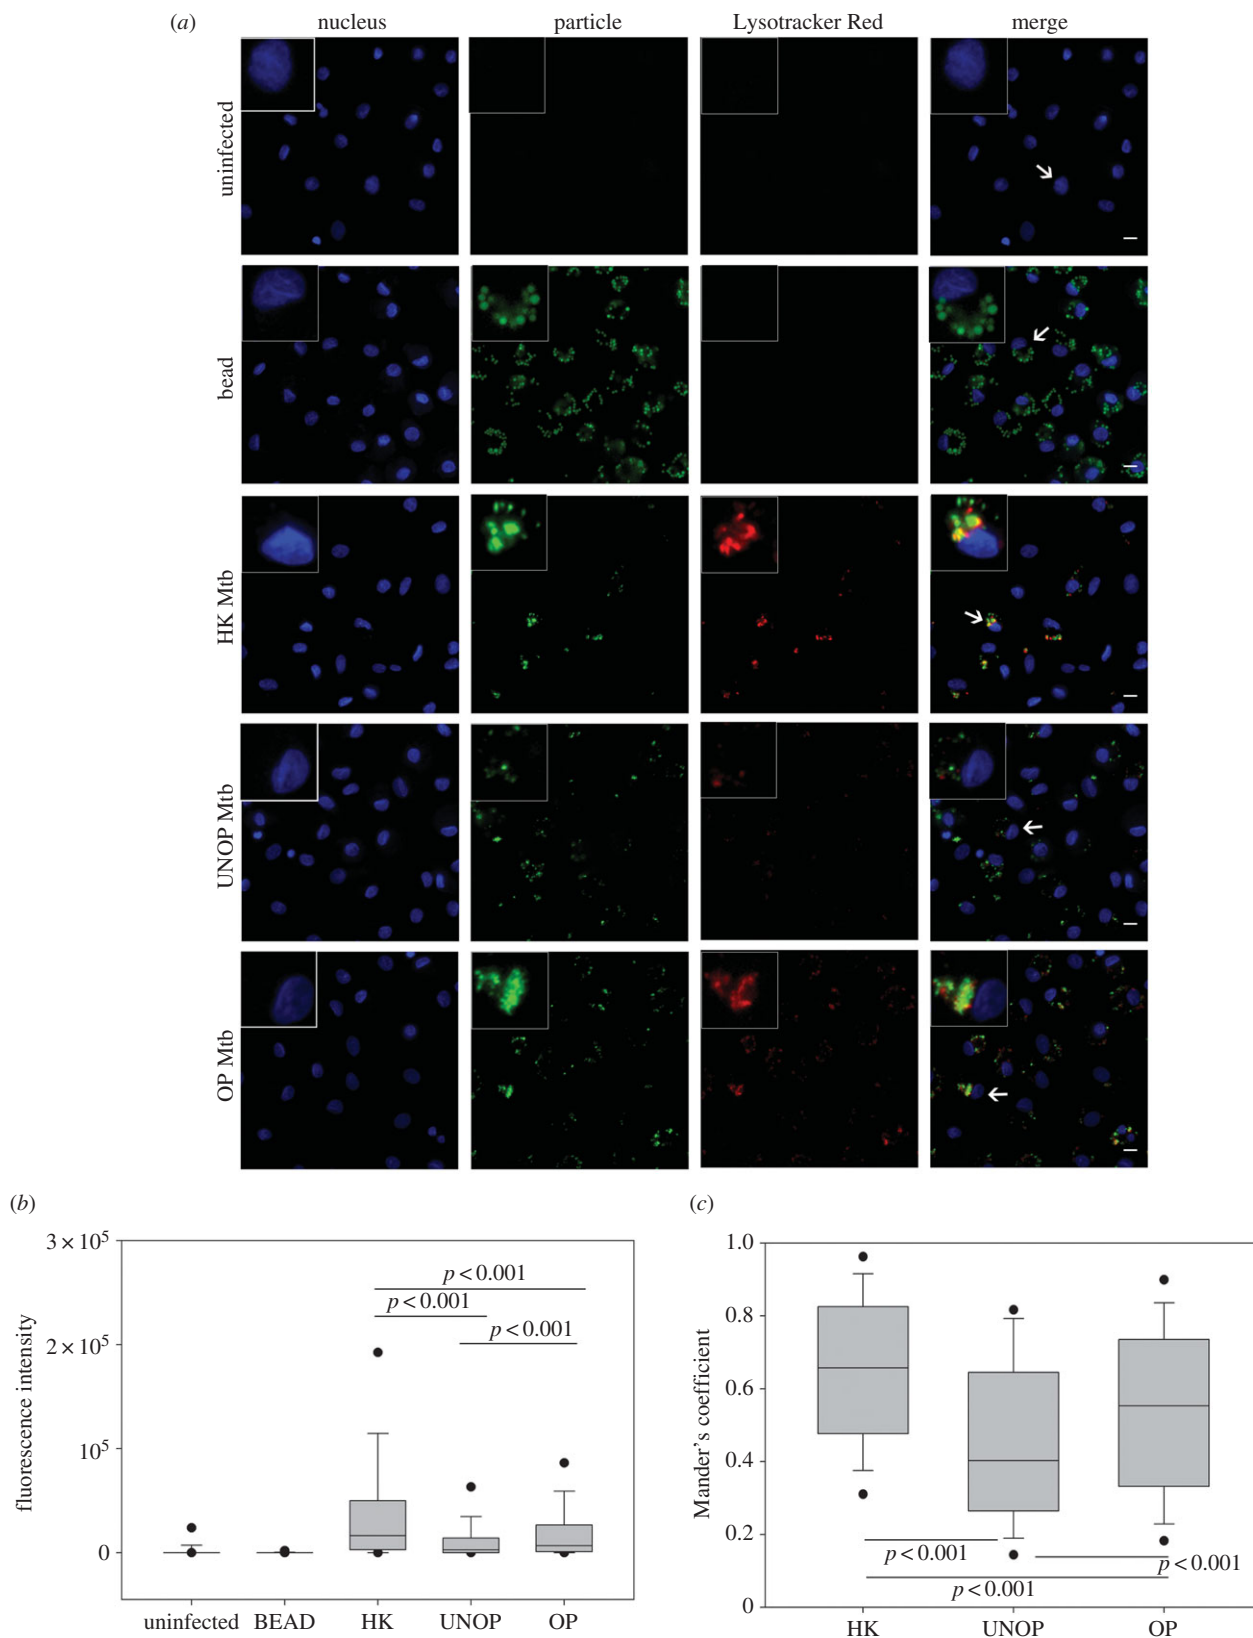 (a)
nucleus particle Lysotracker Red merge
uninfected
bead
HK Mtb
UNOP Mtb
OP Mtb
(b)
fluorescence intensity
3 × 10⁵
2 × 10⁵
10⁵
0
p < 0.001
p < 0.001
p < 0.001
uninfected BEAD HK UNOP OP
(c)
Mander's coefficient
1.0
0.8
0.6
0.4
0.2
0
p < 0.001
p < 0.001
p < 0.001
HK UNOP OP